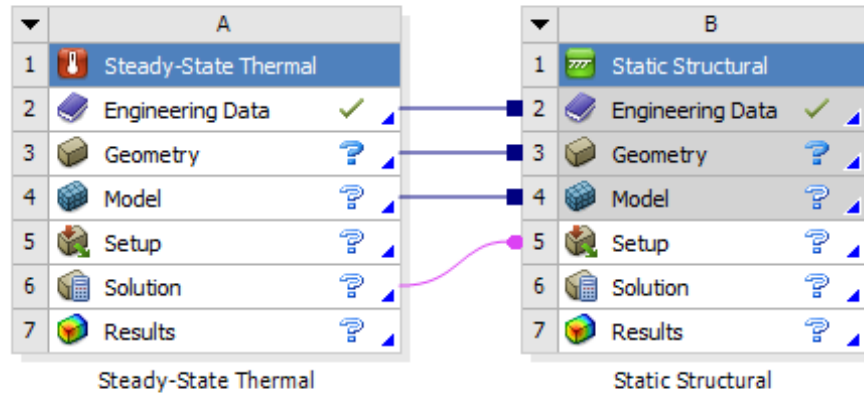 A
1 Steady-State Thermal
2 Engineering Data
3 Geometry
4 Model
5 Setup
6 Solution
7 Results
Steady-State Thermal
B
1 Static Structural
2 Engineering Data
3 Geometry
4 Model
5 Setup
6 Solution
7 Results
Static Structural